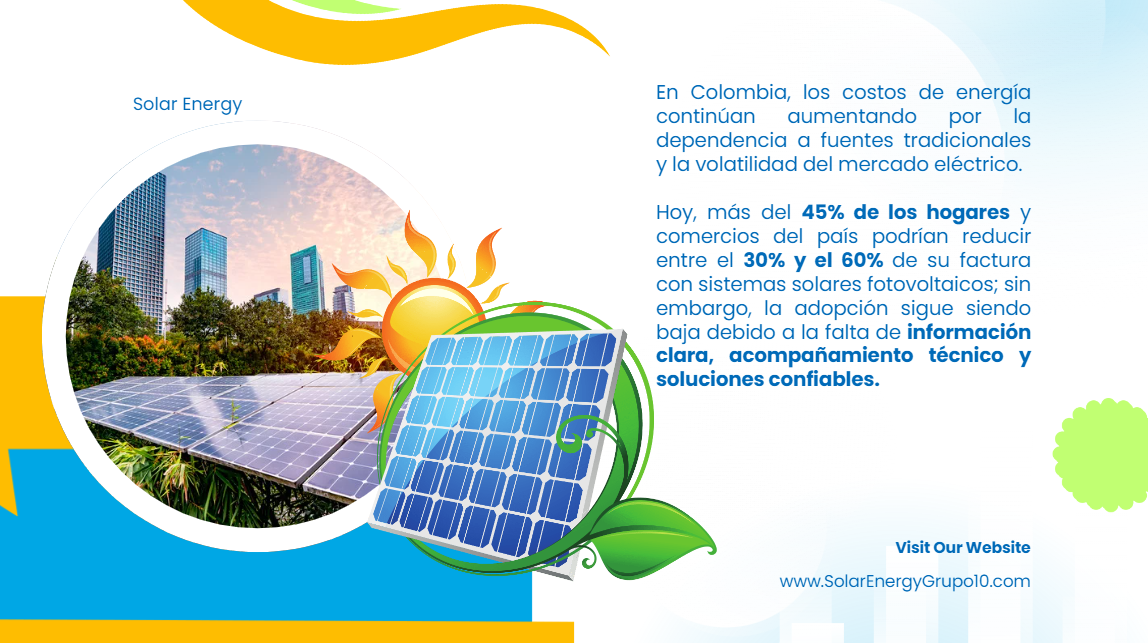 Solar Energy
En Colombia, los costos de energía
continúan aumentando por la
dependencia a fuentes tradicionales
y la volatilidad del mercado eléctrico.
Hoy, más del 45% de los hogares y
comercios del país podrían reducir
entre el 30% y el 60% de su factura
con sistemas solares fotovoltaicos; sin
embargo, la adopción sigue siendo
baja debido a la falta de información
clara, acompañamiento técnico y
soluciones confiables.
Visit Our Website
www.SolarEnergyGrupo10.com